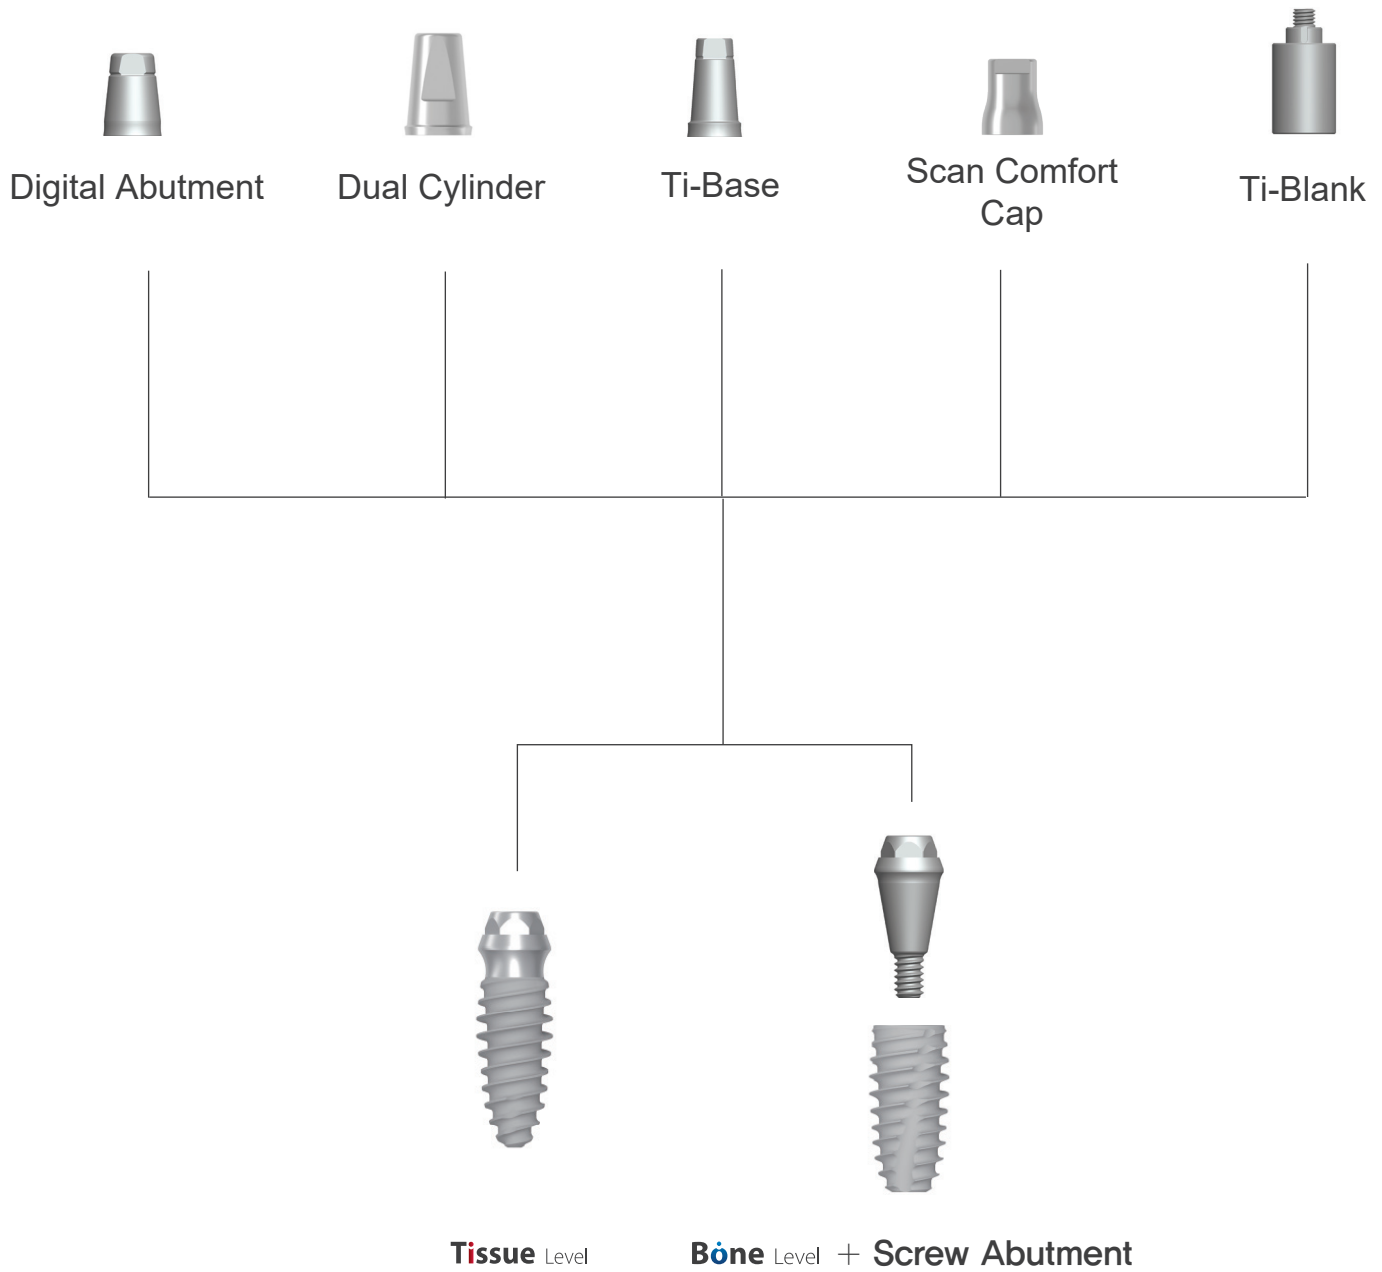 Digital Abutment
Dual Cylinder
Ti-Base
Scan Comfort
Cap
Ti-Blank
Tissue Level
Bone Level + Screw Abutment